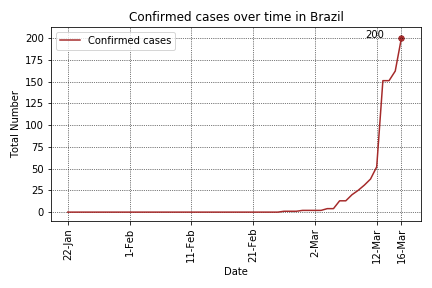 Confirmed cases over time in Brazil
200
Confirmed cases
200
175
150
125
100
75
50
25
0
Total Number
22-Jan
1-Feb
11-Feb
21-Feb
2-Mar
12-Mar
16-Mar
Date